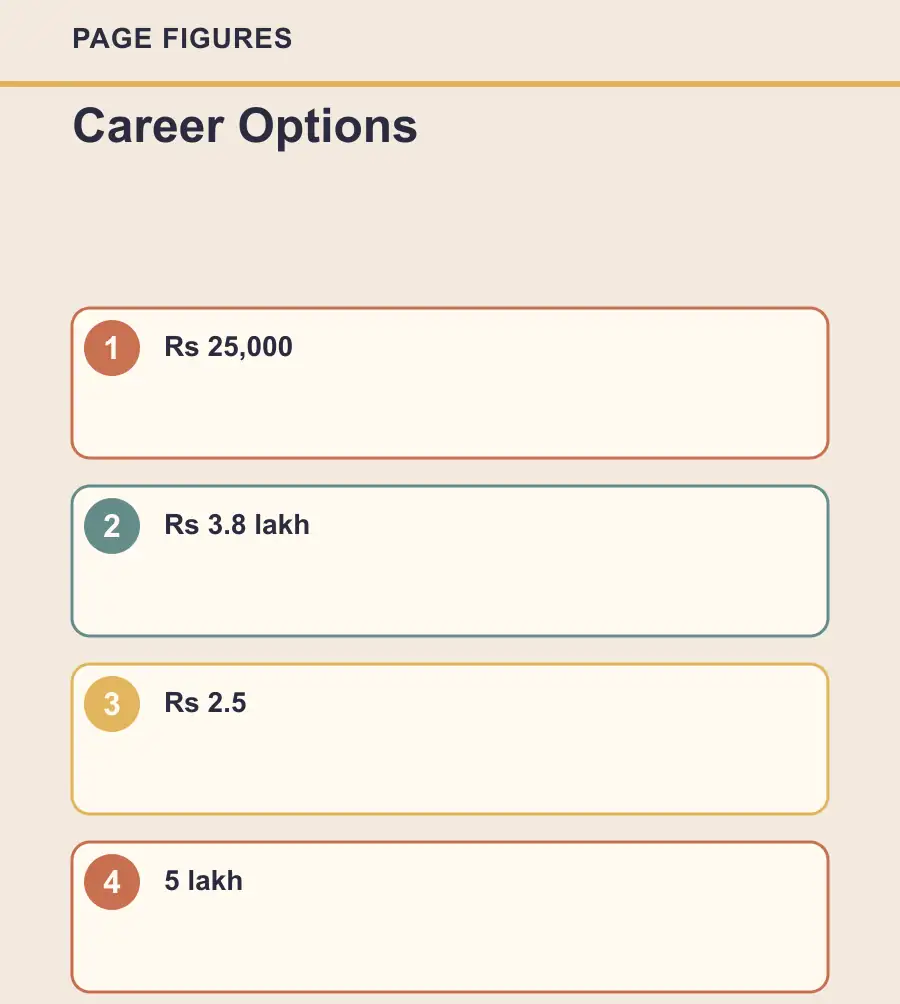 PAGE FIGURES
Career Options
1 Rs 25,000
2 Rs 3.8 lakh
3 Rs 2.5
4 5 lakh